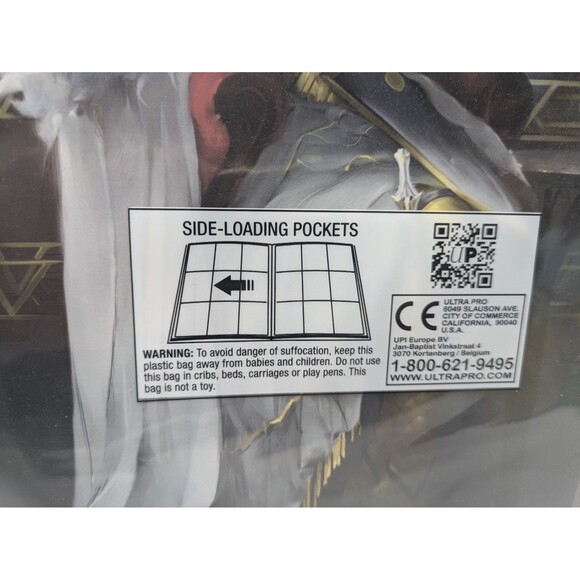 SIDE-LOADING POCKETS
WARNING: To avoid danger of suffocation, keep this
plastic bag away from babies and children. Do not use
this bag in cribs, beds, carriages or play pens. This
bag is not a toy.
UP
CE
ULTRA PRO
6049 SLAUSON AVE.
CITY OF COMMERCE
CALIFORNIA, 90040
U.S.A.
UPI Europe BV
Jan-Baptist Vinkstraat 4
3070 Kortenberg / Belgium
1-800-621-9495
WWW.ULTRAPRO.COM